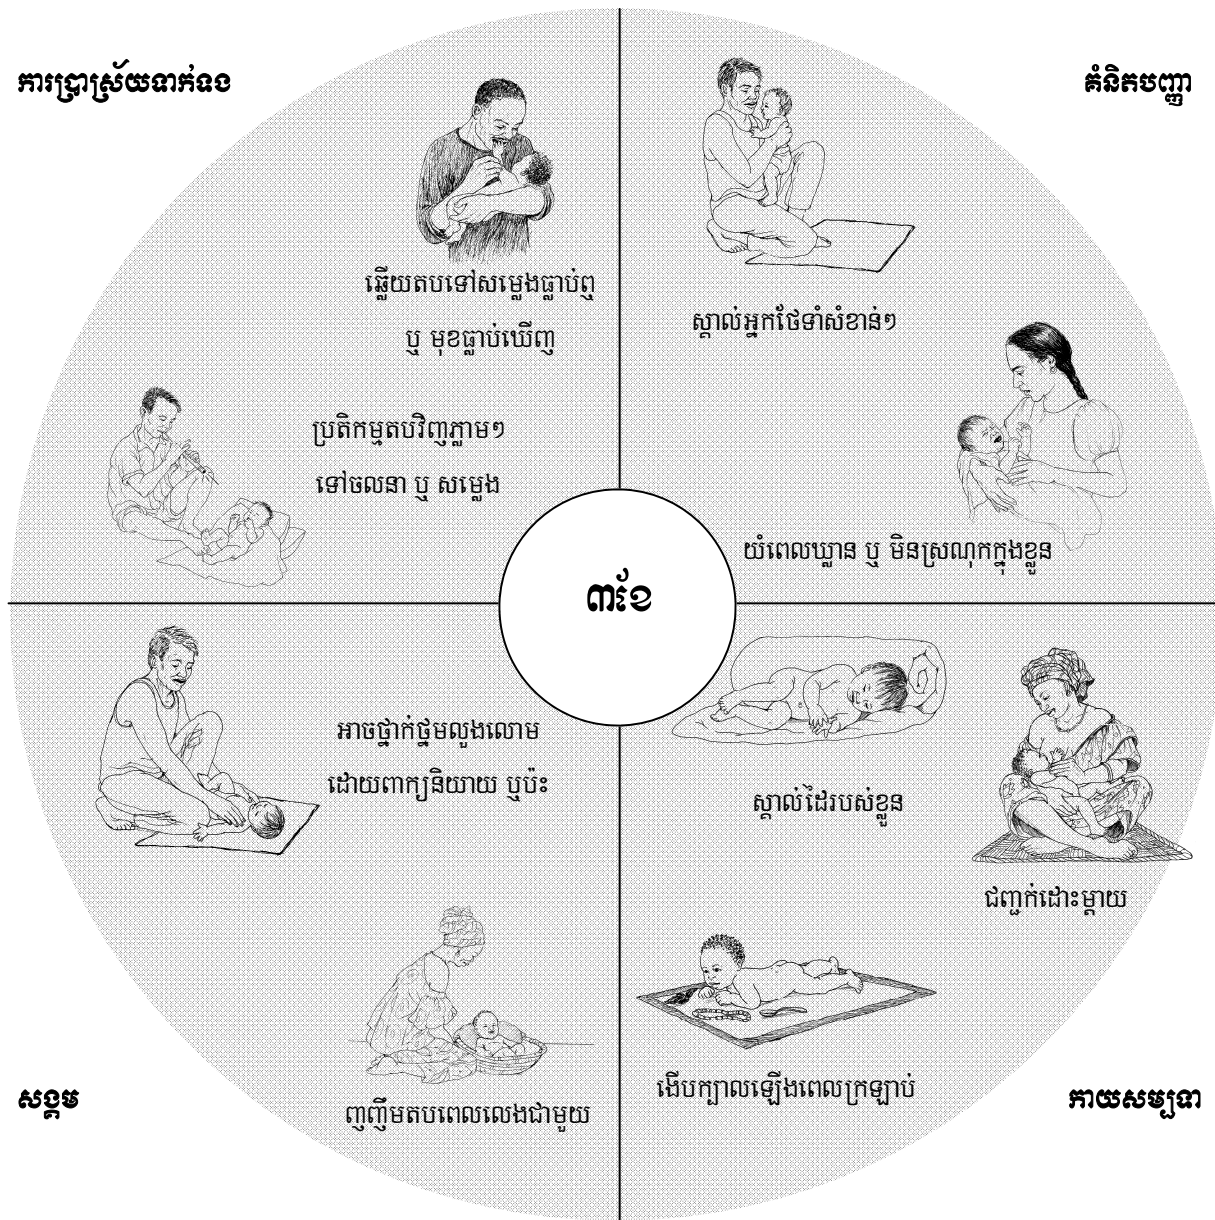 ការប្រាស្រ័យទាក់ទង
គំនិតបញ្ញា
ឆ្លើយតបទៅសម្លេងធ្លាប់ឮ
ឬ មុខធ្លាប់ឃើញ
ប្រតិកម្មតបវិញភ្លាមៗ
ទៅចលនា ឬ សម្លេង
ស្គាល់អ្នកថែទាំសំខាន់ៗ
យំពេលឃ្លាន ឬ មិនស្រណុកក្នុងខ្លួន
៣ខែ
អាចថ្នាក់ថ្នមលួងលោម
ដោយពាក្យនិយាយ ឬប៉ះ
ញញឹមតបពេលលេងជាមួយ
ស្គាល់ដៃរបស់ខ្លួន
ជញ្ជក់ដោះម្តាយ
ងើបក្បាលឡើងពេលក្រឡាប់
សង្គម
កាយសម្បទា